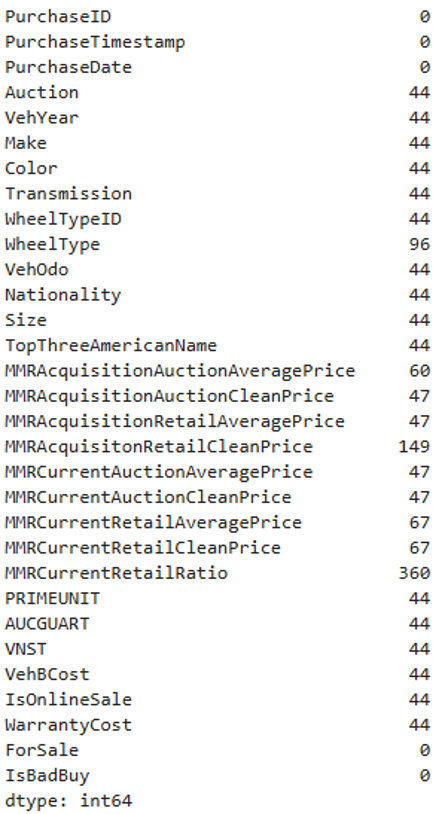 PurchaseID 0
PurchaseTimestamp 0
PurchaseDate 0
Auction 44
VehYear 44
Make 44
Color 44
Transmission 44
WheelTypeID 44
WheelType 96
VehOdo 44
Nationality 44
Size 44
TopThreeAmericanName 44
MMRAcquisitionAuctionAveragePrice 60
MMRAcquisitionAuctionCleanPrice 47
MMRAcquisitionRetailAveragePrice 47
MMRAcquisitonRetailCleanPrice 149
MMRCurrentAuctionAveragePrice 47
MMRCurrentAuctionCleanPrice 47
MMRCurrentRetailAveragePrice 67
MMRCurrentRetailCleanPrice 67
MMRCurrentRetailRatio 360
PRIMEUNIT 44
AUCGUART 44
VNST 44
VehBCost 44
IsOnlineSale 44
WarrantyCost 44
ForSale 0
IsBadBuy 0
dtype: int64